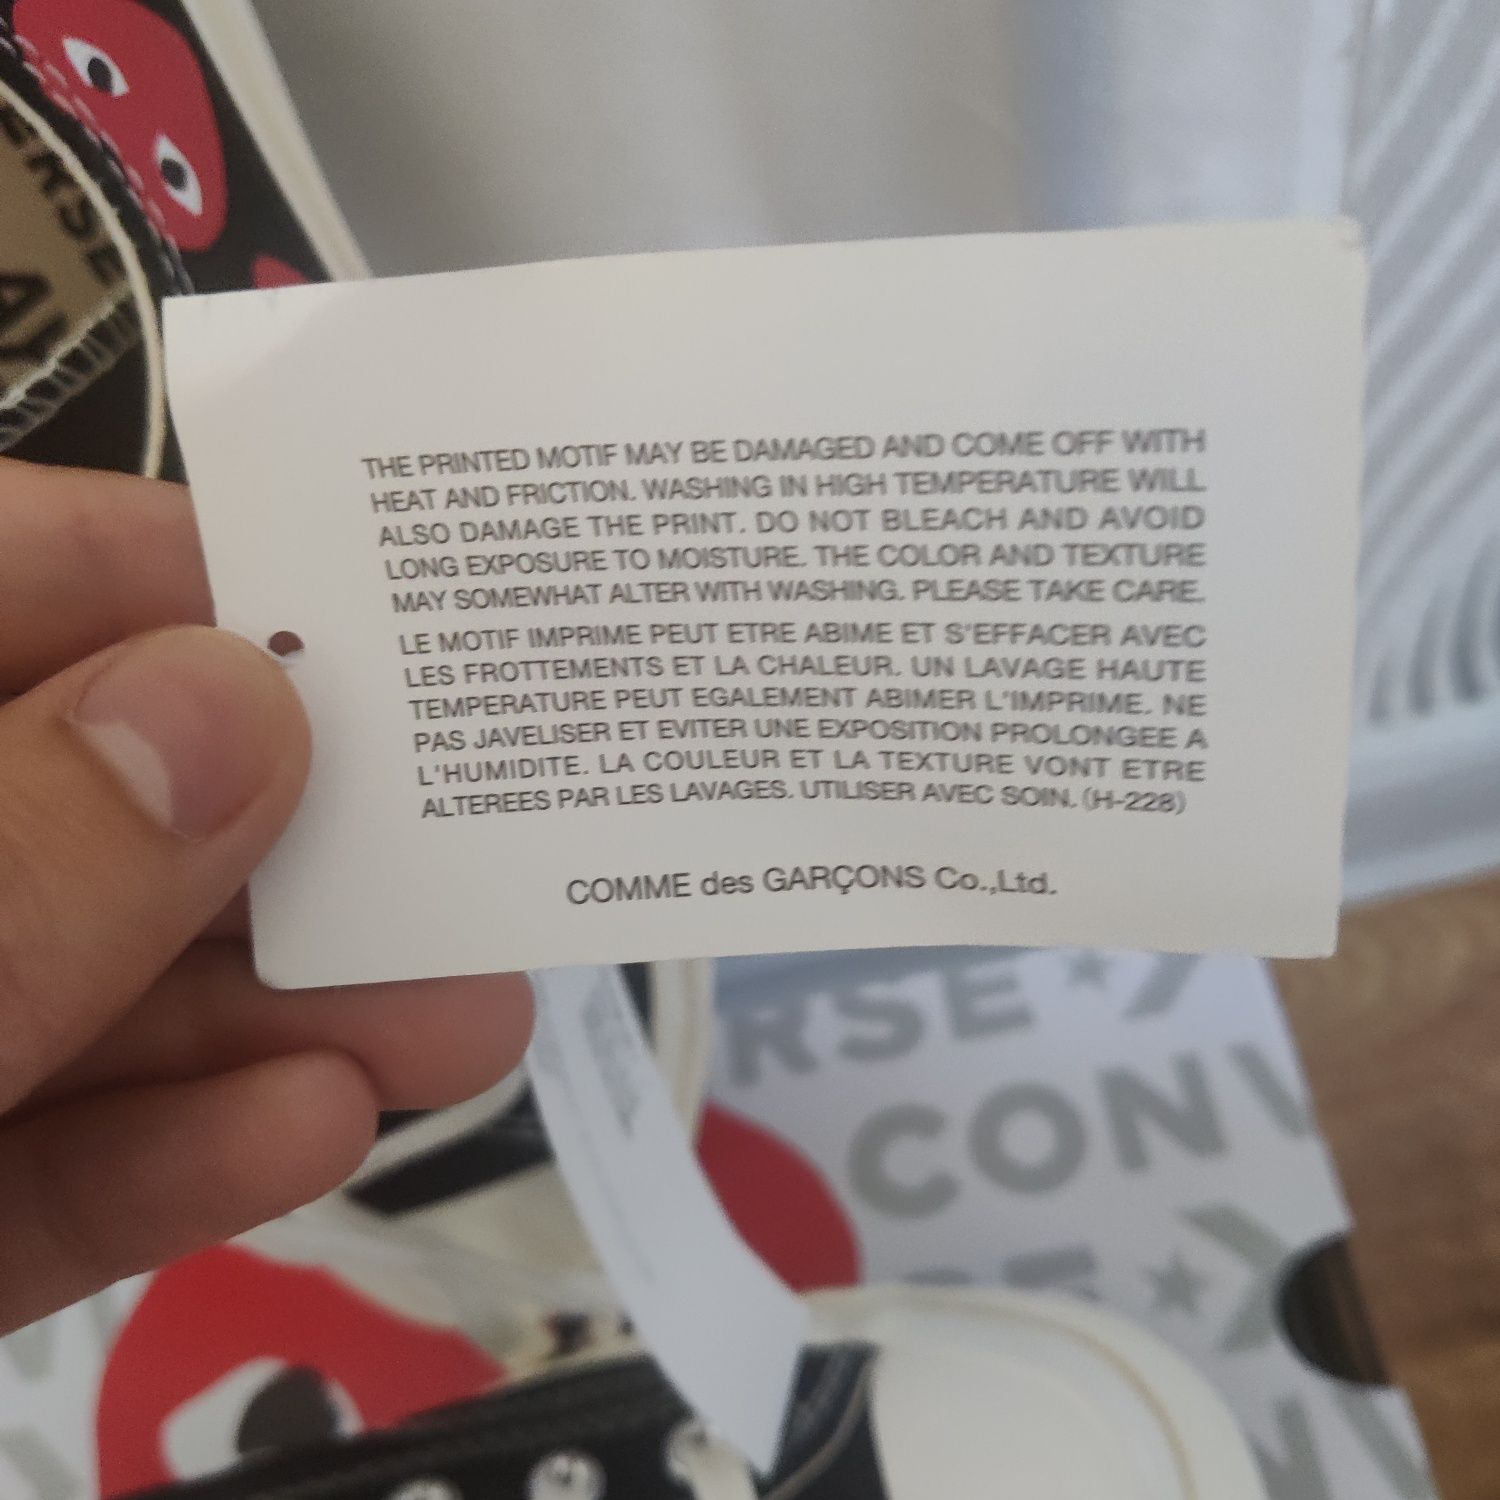 ERSE
THE PRINTED MOTIF MAY BE DAMAGED AND COME OFF WITH
HEAT AND FRICTION. WASHING IN HIGH TEMPERATURE WILL
ALSO DAMAGE THE PRINT. DO NOT BLEACH AND AVOID
LONG EXPOSURE TO MOISTURE. THE COLOR AND TEXTURE
MAY SOMEWHAT ALTER WITH WASHING. PLEASE TAKE CARE.
LE MOTIF IMPRIME PEUT ETRE ABIME ET S'EFFACER AVEC
LES FROTTEMENTS ET LA CHALEUR. UN LAVAGE HAUTE
TEMPERATURE PEUT EGALEMENT ABIMER L'IMPRIME. NE
PAS JAVELISER ET EVITER UNE EXPOSITION PROLONGEE A
L'HUMIDITE. LA COULEUR ET LA TEXTURE VONT ETRE
ALTEREES PAR LES LAVAGES. UTILISER AVEC SOIN. (H-228)
COMME des GARÇONS Co.,Ltd.
RSE
CONV